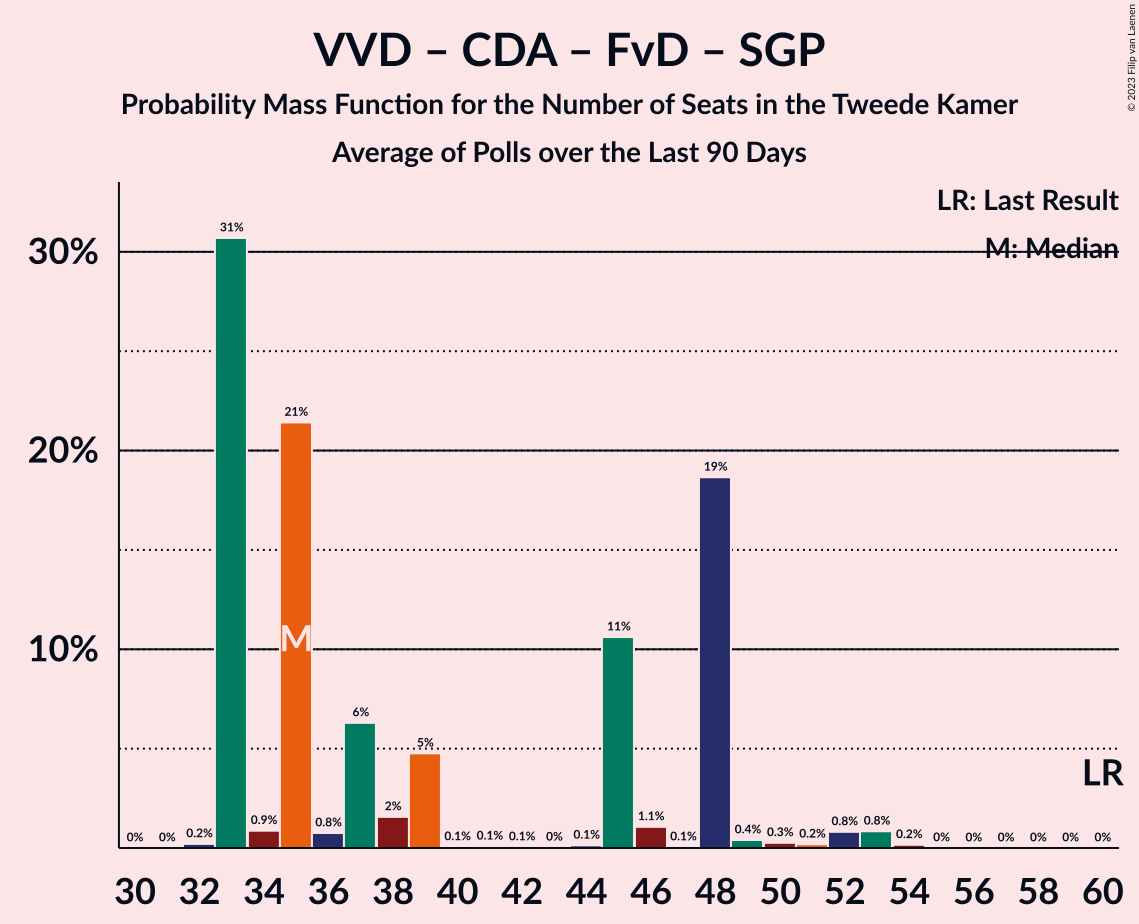 VVD – CDA – FvD – SGP
Probability Mass Function for the Number of Seats in the Tweede Kamer
Average of Polls over the Last 90 Days
© 2023 Filip van Laenen
LR: Last Result
M: Median
30%
20%
10%
0% 0% 0.2% 31% 0.9% 21% 0.8% 6% 2% 5% 0.1% 0.1% 0.1% 0% 0.1% 11% 1.1% 0.1% 19% 0.4% 0.3% 0.2% 0.8% 0.8% 0.2% 0% 0% 0% 0% 0% 0%
M
LR
30 32 34 36 38 40 42 44 46 48 50 52 54 56 58 60